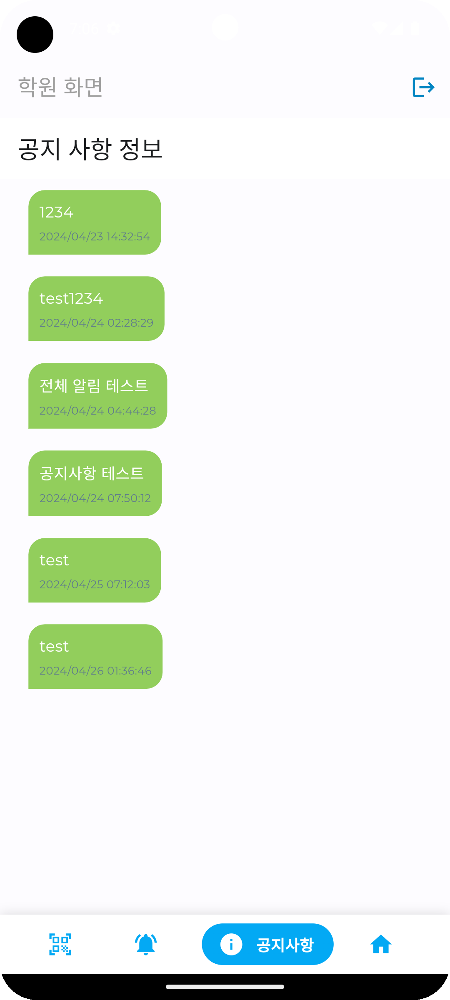 학원 화면
공지 사항 정보
1234
2024/04/23 14:32:54
test1234
2024/04/24 02:28:29
전체 알림 테스트
2024/04/24 04:44:28
공지사항 테스트
2024/04/24 07:50:12
test
2024/04/25 07:12:03
test
2024/04/26 01:36:46
공지사항